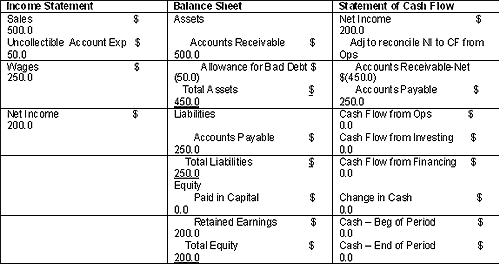 Income Statement
Sales $
500.0
Uncollectible Account Exp $
50.0
Wages $
250.0
Net Income $
200.0
Balance Sheet
Assets
Accounts Receivable $
500.0
Allowance for Bad Debt $
(50.0)
Total Assets $
450.0
Liabilities
Accounts Payable $
250.0
Total Liabilities $
250.0
Equity
Paid in Capital $
0.0
Retained Earnings $
200.0
Total Equity $
200.0
Statement of Cash Flow
Net Income $
200.0
Adj to reconcile NI to CF from
Ops
Accounts Receivable-Net
$(450.0)
Accounts Payable $
250.0
Cash Flow from Ops $
0.0
Cash Flow from Investing $
0.0
Cash Flow from Financing $
0.0
Change in Cash $
0.0
Cash – Beg of Period $
0.0
Cash – End of Period $
0.0